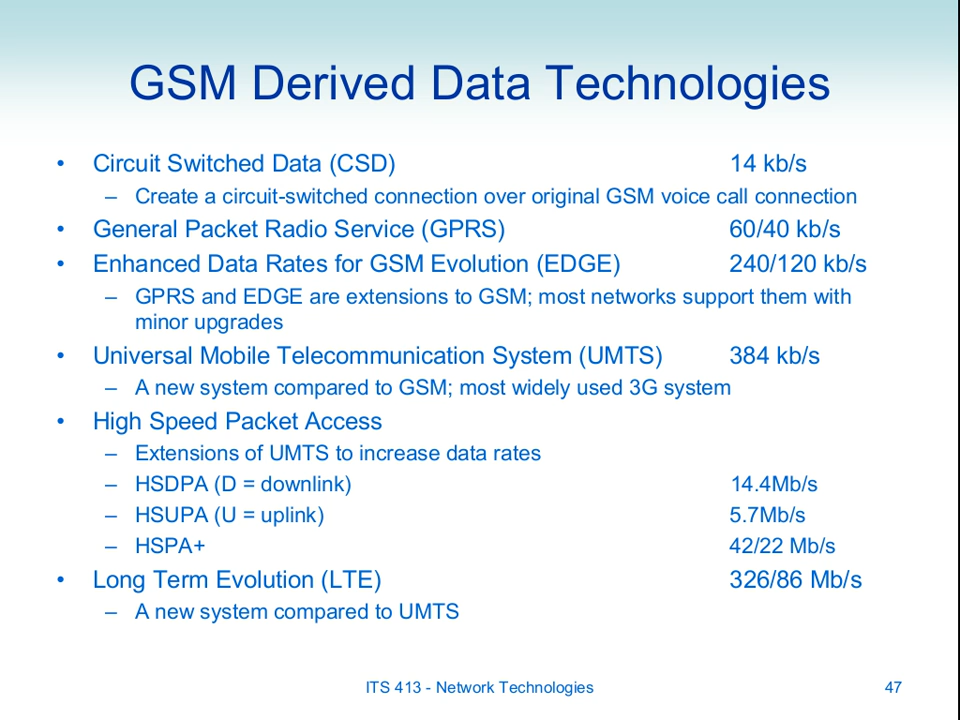 GSM Derived Data Technologies
• Circuit Switched Data (CSD) 14 kb/s
– Create a circuit-switched connection over original GSM voice call connection
• General Packet Radio Service (GPRS) 60/40 kb/s
• Enhanced Data Rates for GSM Evolution (EDGE) 240/120 kb/s
– GPRS and EDGE are extensions to GSM; most networks support them with
minor upgrades
• Universal Mobile Telecommunication System (UMTS) 384 kb/s
– A new system compared to GSM; most widely used 3G system
• High Speed Packet Access
– Extensions of UMTS to increase data rates
– HSDPA (D = downlink) 14.4Mb/s
– HSUPA (U = uplink) 5.7Mb/s
– HSPA+ 42/22 Mb/s
• Long Term Evolution (LTE) 326/86 Mb/s
– A new system compared to UMTS
ITS 413 - Network Technologies 47